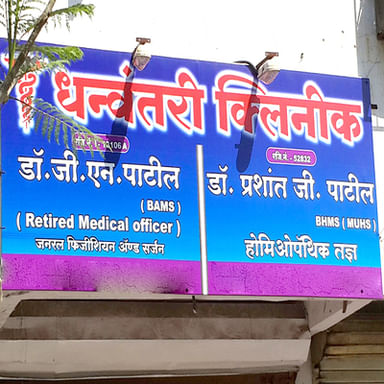 धन्वंतरी क्लिनीक
डॉ.जी.एन.पाटील
(BAMS)
(Retired Medical officer)
जनरल फिजीशियन अॅण्ड सर्जन
रजि.नं.- 52832
डॉ. प्रशांत जी. पाटील
BHMS (MUHS)
होमिओपॅथिक तज्ञ